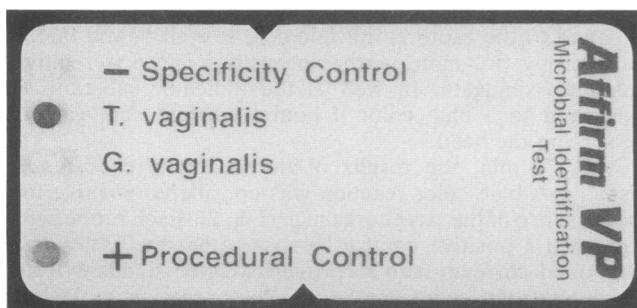 − Specificity Control
T. vaginalis
G. vaginalis
+ Procedural Control
Affirm® VP
Microbial Identification
Test